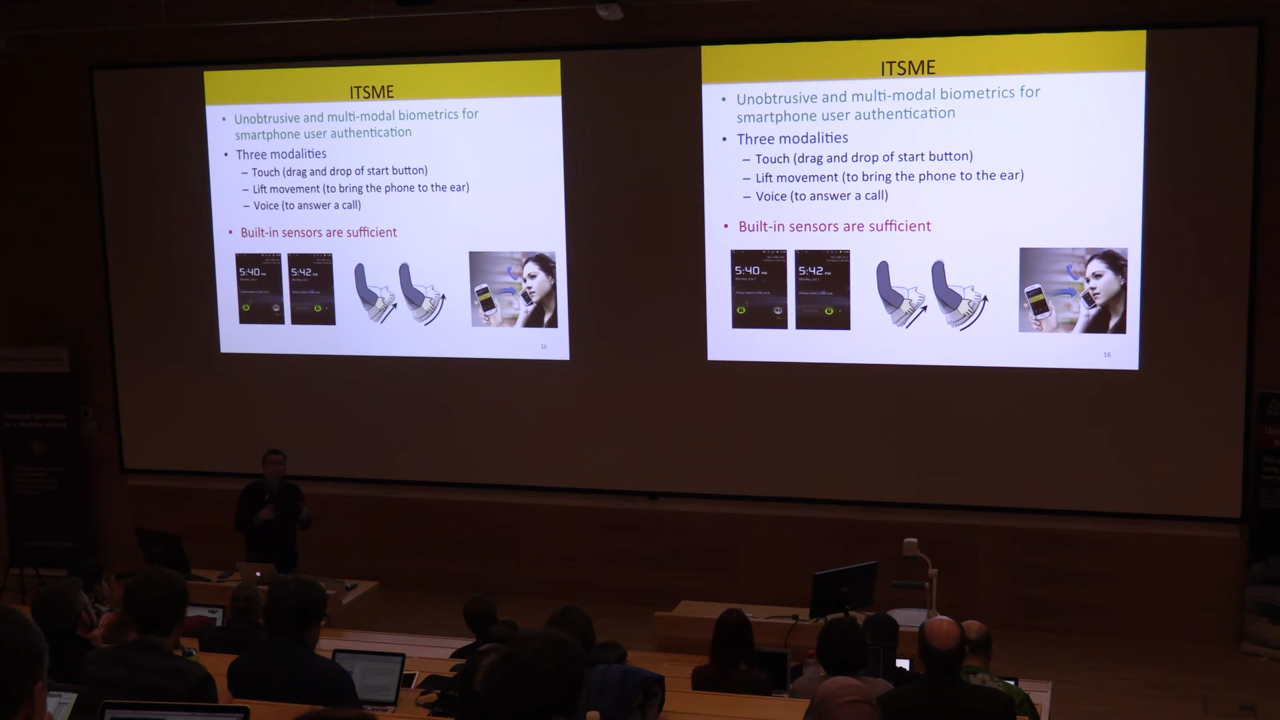 ITSME
• Unobtrusive and multi-modal biometrics for
smartphone user authentication
• Three modalities
– Touch (drag and drop of start button)
– Lift movement (to bring the phone to the ear)
– Voice (to answer a call)
• Built-in sensors are sufficient
5:40
5:42
16
ITSME
• Unobtrusive and multi-modal biometrics for
smartphone user authentication
• Three modalities
– Touch (drag and drop of start button)
– Lift movement (to bring the phone to the ear)
– Voice (to answer a call)
• Built-in sensors are sufficient
5:40 PM
5:42 PM
16